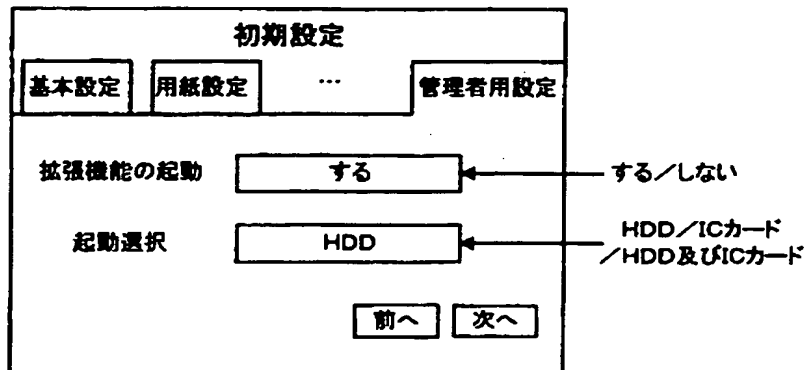 初期設定
基本設定 用紙設定 … 管理者用設定
拡張機能の起動 する する／しない
起動選択 HDD HDD／ICカード
／HDD及びICカード
前へ 次へ